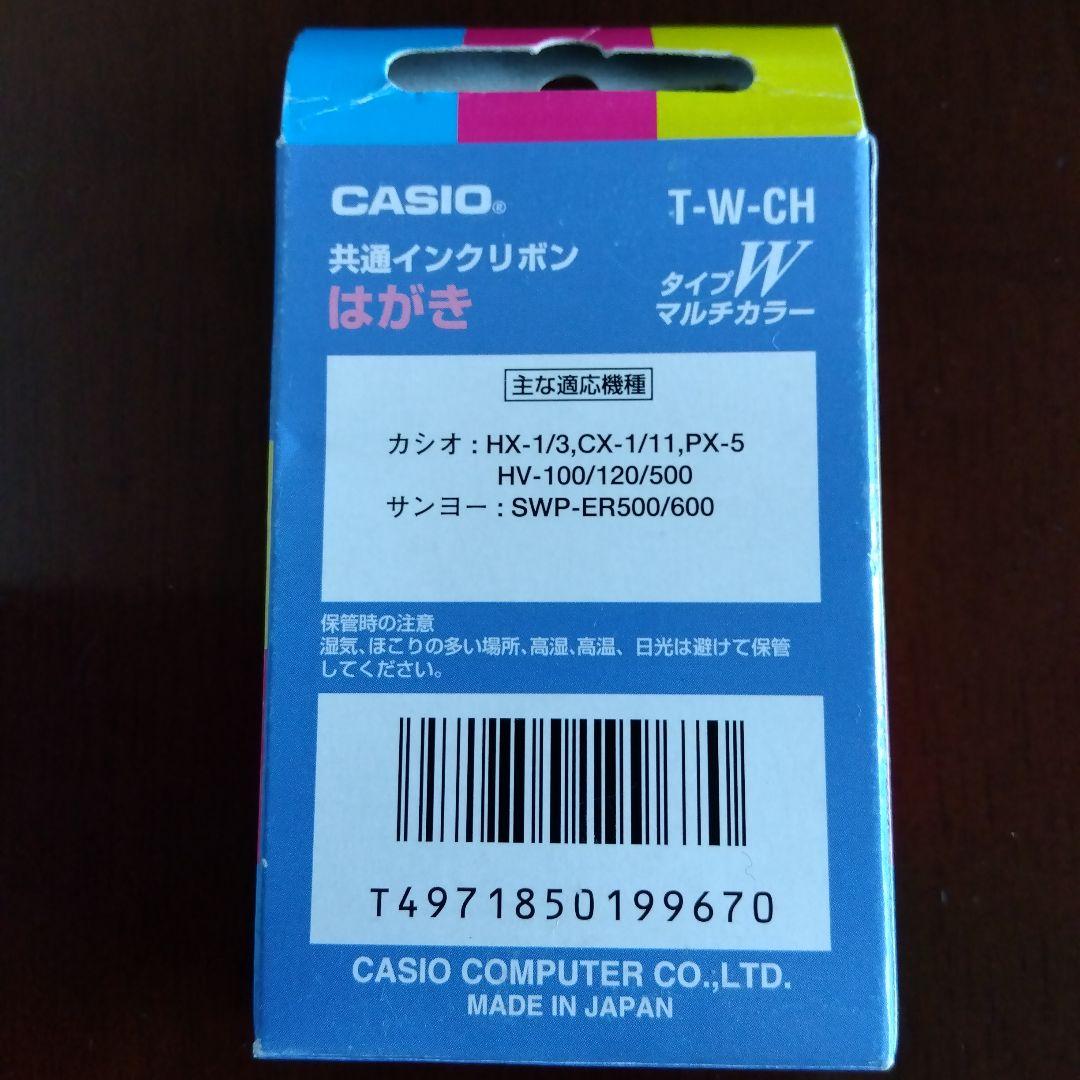 CASIO®
T-W-CH
共通インクリボン
はがき
タイプW
マルチカラー
主な適応機種
カシオ : HX-1/3,CX-1/11,PX-5
HV-100/120/500
サンヨー : SWP-ER500/600
保管時の注意
湿気、ほこりの多い場所、高湿、高温、日光は避けて保管
してください。
T4971850199670
CASIO COMPUTER CO.,LTD.
MADE IN JAPAN